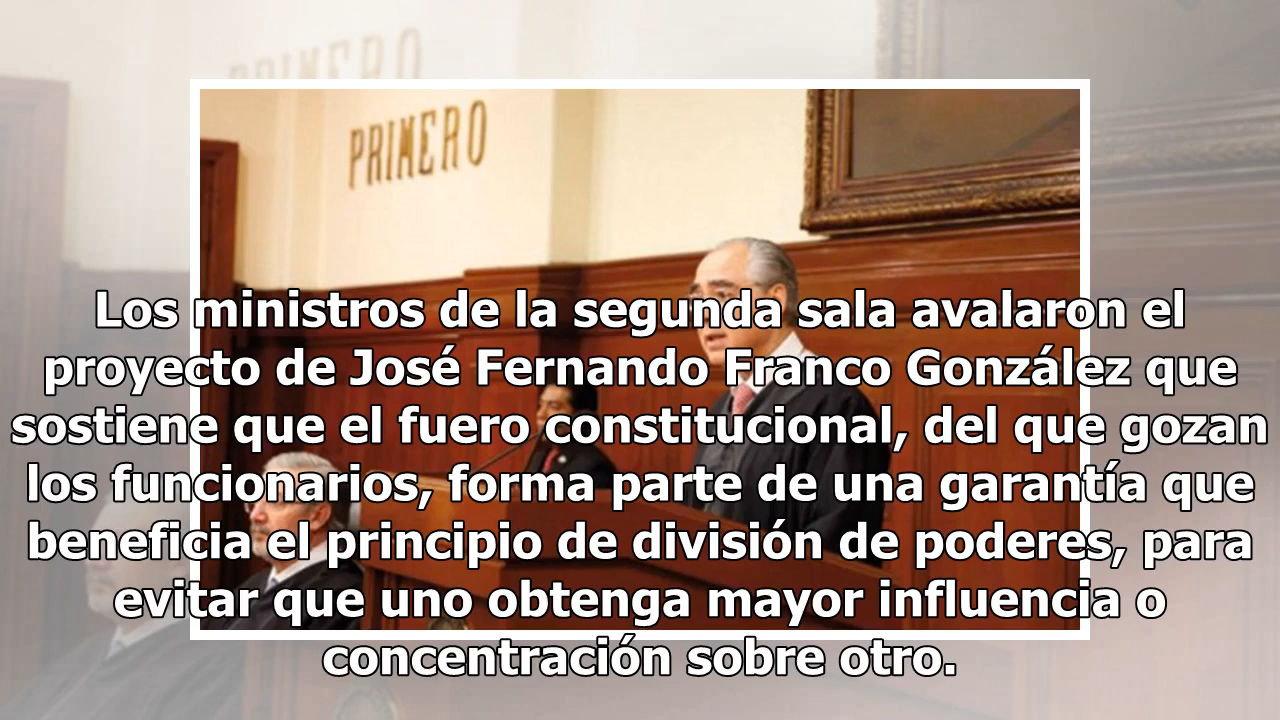 PRIMERO
PRIMERO
Los ministros de la segunda sala avalaron el
proyecto de José Fernando Franco González que
sostiene que el fuero constitucional, del que gozan
los funcionarios, forma parte de una garantía que
beneficia el principio de división de poderes, para
evitar que uno obtenga mayor influencia o
concentración sobre otro.